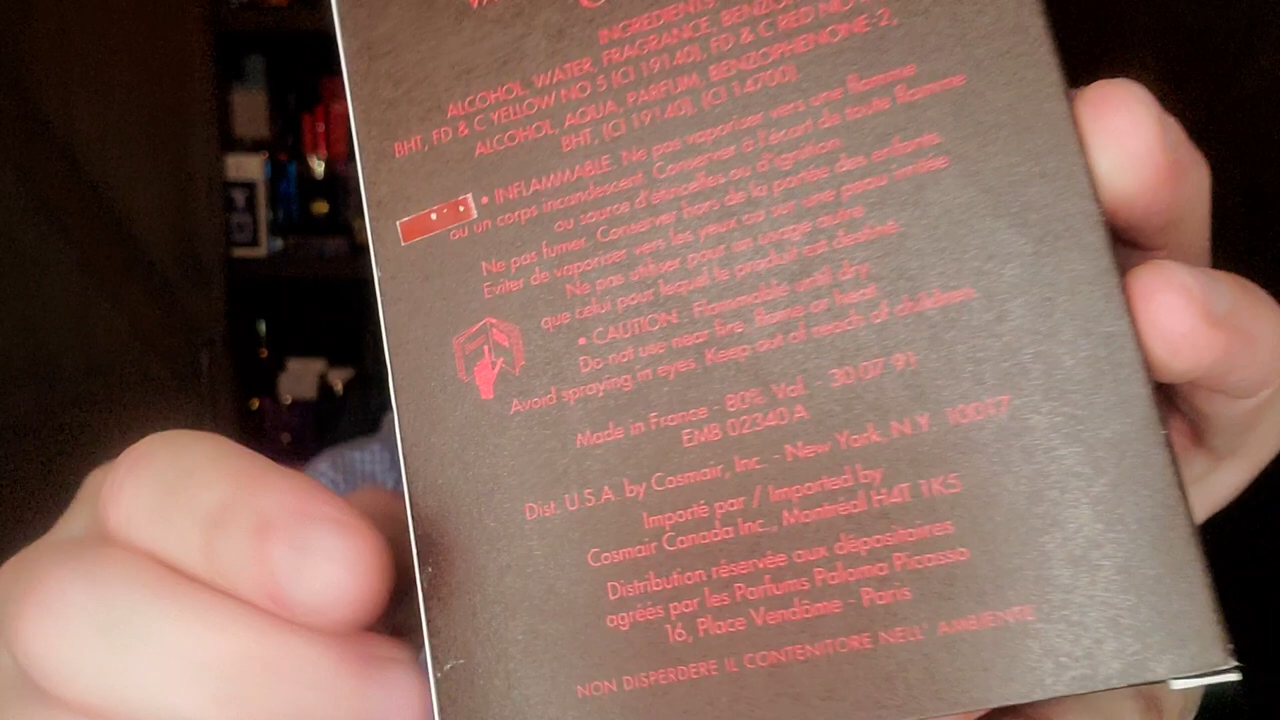 INGREDIENTS
ALCOHOL, WATER, FRAGRANCE,
BHT, FD & C YELLOW NO 5 (CI 19140), FD & C RED NO
ALCOHOL, AQUA, PARFUM, BENZOPHENONE-2,
BHT, (CI 19140), (CI 14700)
• INFLAMMABLE. Ne pas vaporiser vers une flamme
ou un corps incandescent. Conserver à l'écart de toute flamme
ou source d'étincelles ou d'ignition.
Ne pas fumer. Conserver hors de la portée des enfants.
Eviter de vaporiser vers les yeux ou sur une peau irritée
Ne pas utiliser pour un usage autre
que celui pour lequel le produit est destiné.
• CAUTION: Flammable until dry
Do not use near fire, flame or heat
Avoid spraying in eyes. Keep out of reach of children
Made in France - 80% Vol. - 30 07 93
EMB 02340 A
Dist. U.S.A. by Cosmair, Inc. - New York, N.Y. 10017
Importé par / Imported by
Cosmair Canada Inc., Montréal H4T 1K5
Distribution réservée aux dépositaires
agréés par les Parfums Paloma Picasso
16, Place Vendôme - Paris
NON DISPERDERE IL CONTENITORE NELL' AMBIENTE